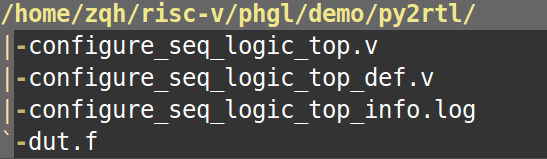 /home/zqh/risc-v/phgl/demo/py2rtl/
|-configure_seq_logic_top.v
|-configure_seq_logic_top_def.v
|-configure_seq_logic_top_info.log
`-dut.f